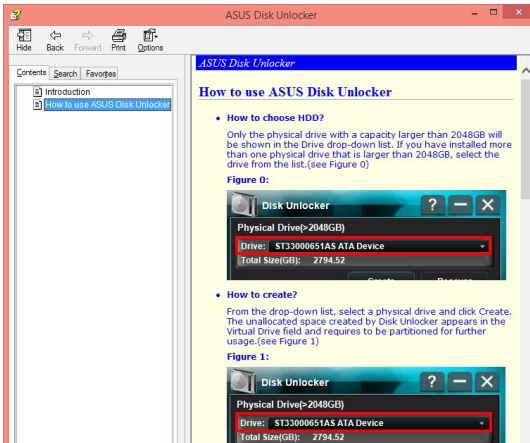 ASUS Disk Unlocker
Hide Back Forward Print Options
Contents Search Favorites
Introduction
How to use ASUS Disk Unlocker
ASUS Disk Unlocker
How to use ASUS Disk Unlocker
How to choose HDD?
Only the physical drive with a capacity larger than 2048GB will
be shown in the Drive drop-down list. If you have installed more
than one physical drive that is larger than 2048GB, select the
drive from the list.(see Figure 0)
Figure 0:
Disk Unlocker
Physical Drive(>2048GB)
Drive: ST33000651AS ATA Device
Total Size(GB): 2794.52
How to create?
From the drop-down list, select a physical drive and click Create.
The unallocated space created by Disk Unlocker appears in the
Virtual Drive field and requires to be partitioned for further
usage.(see Figure 1)
Figure 1:
Disk Unlocker
Physical Drive(>2048GB)
Drive: ST33000651AS ATA Device
Total Size(GB): 2794.52